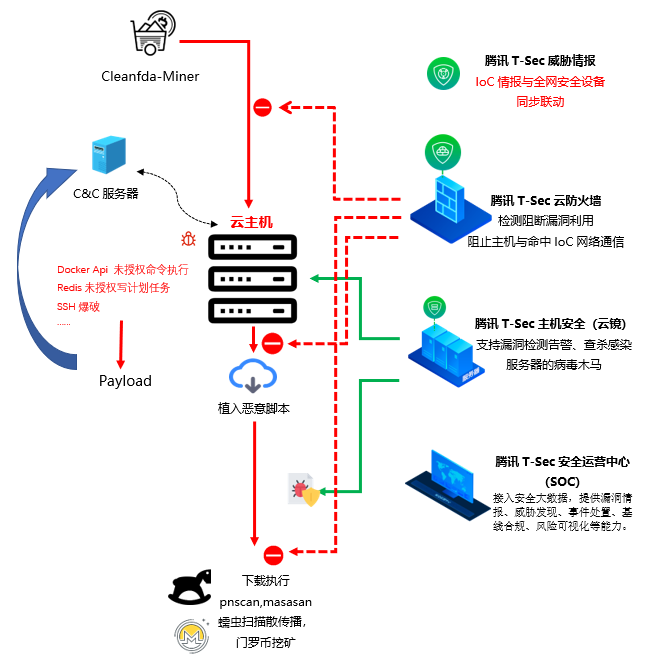 Cleanfda-Miner
C&C 服务器
云主机
Docker Api 未授权命令执行
Redis 未授权写计划任务
SSH 爆破
......
Payload
植入恶意脚本
下载执行
pnscan,masasan
蠕虫扫描散传播，
门罗币挖矿
腾讯 T-Sec 威胁情报
IoC 情报与全网安全设备
同步联动
腾讯 T-Sec 云防火墙
检测阻断漏洞利用
阻止主机与命中 IoC 网络通信
腾讯 T-Sec 主机安全（云镜）
支持漏洞检测告警、查杀感染
服务器的病毒木马
服务器
腾讯 T-Sec 安全运营中心
(SOC)
接入安全大数据，提供漏洞情
报、威胁发现、事件处置、基
线合规、风险可视化等能力。